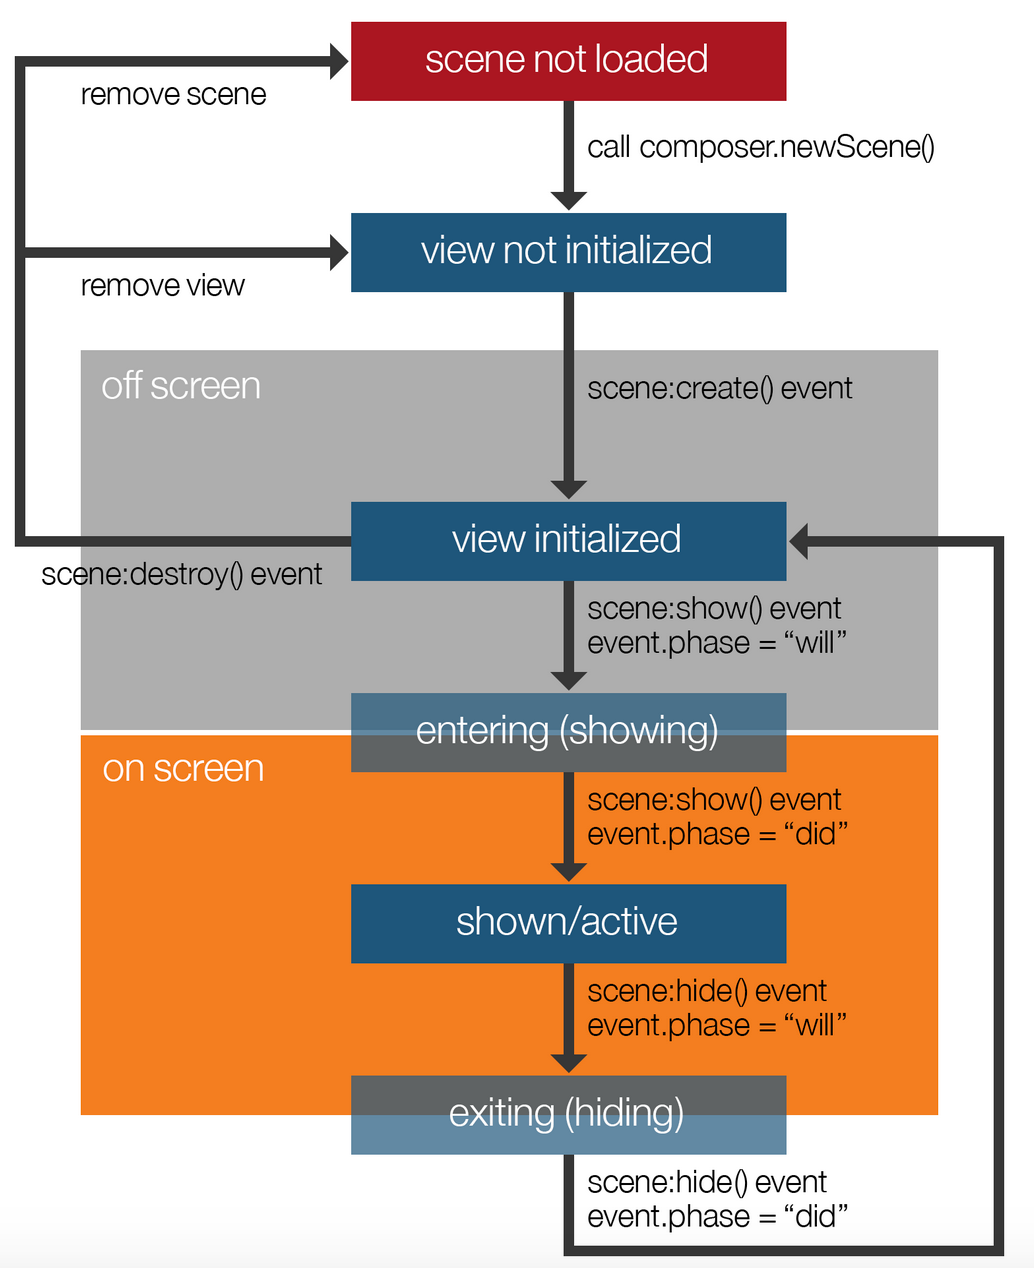 scene not loaded
remove scene
call composer.newScene()
view not initialized
remove view
off screen
scene:create() event
view initialized
scene:destroy() event
scene:show() event
event.phase = “will”
entering (showing)
on screen
scene:show() event
event.phase = “did”
shown/active
scene:hide() event
event.phase = “will”
exiting (hiding)
scene:hide() event
event.phase = “did”